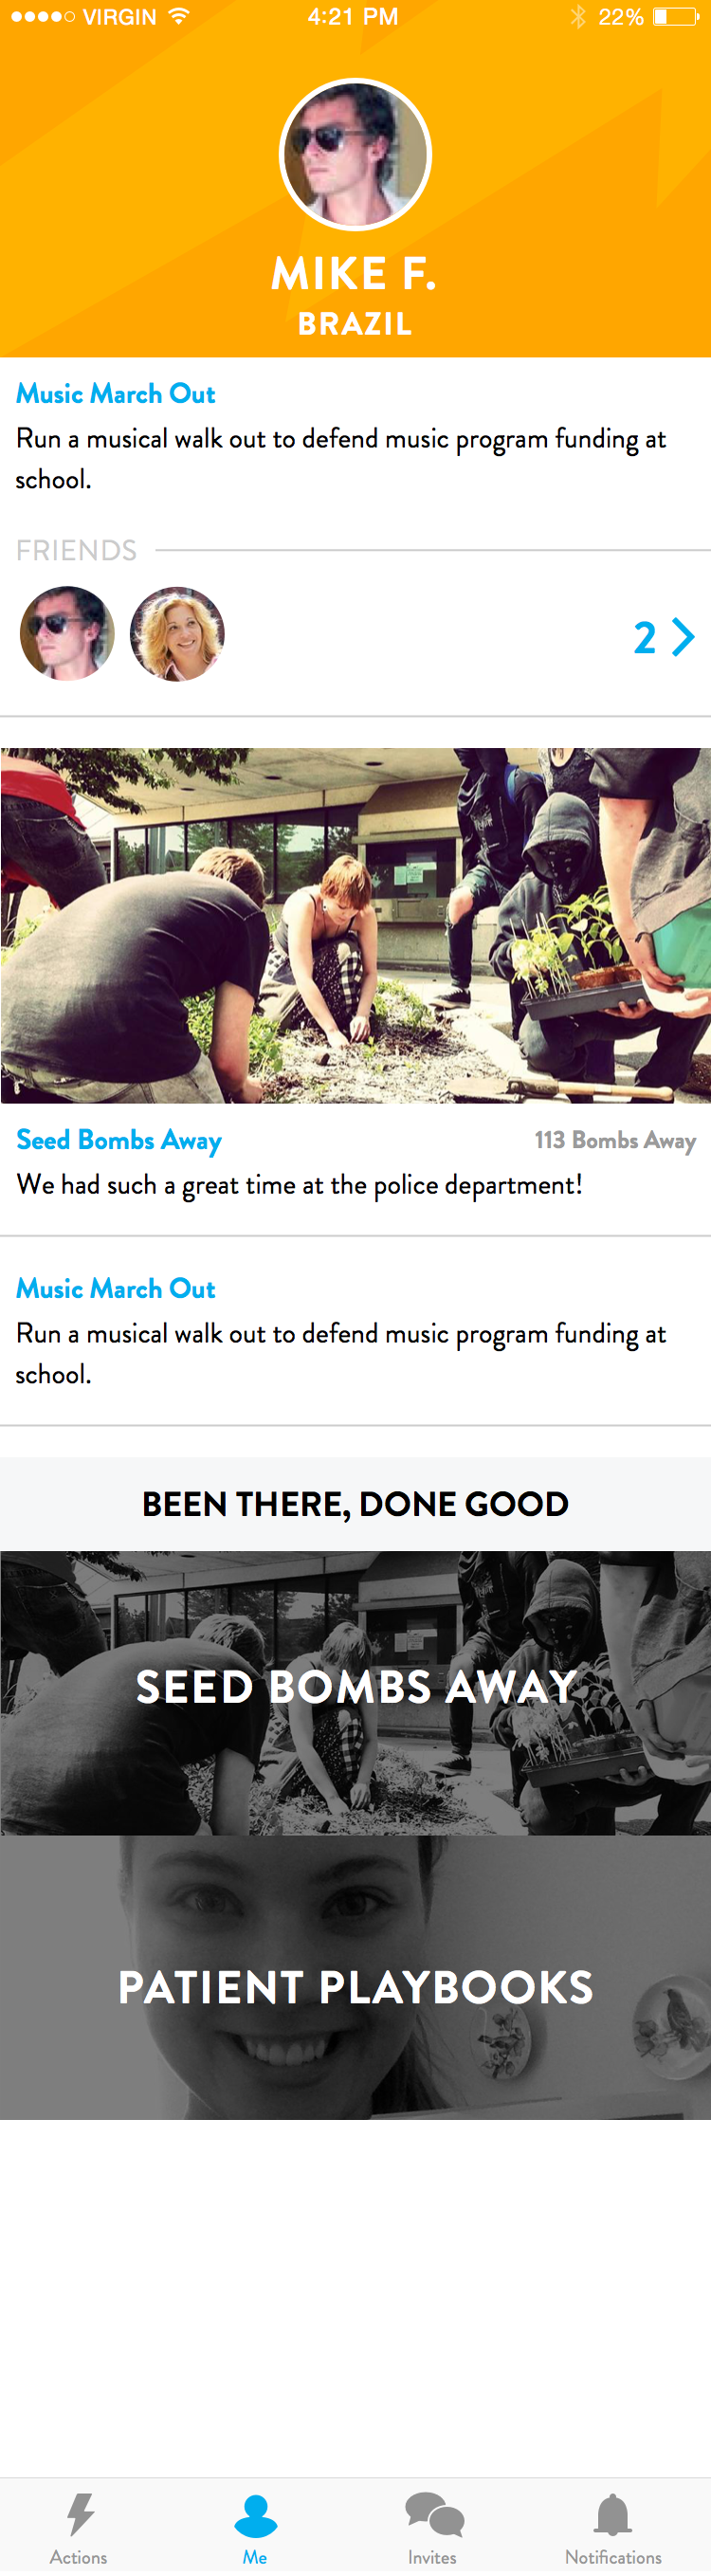 VIRGIN 4:21 PM 22%
MIKE F.
BRAZIL
Music March Out
Run a musical walk out to defend music program funding at
school.
FRIENDS
2
Seed Bombs Away 113 Bombs Away
We had such a great time at the police department!
Music March Out
Run a musical walk out to defend music program funding at
school.
BEEN THERE, DONE GOOD
SEED BOMBS AWAY
PATIENT PLAYBOOKS
Actions Me Invites Notifications